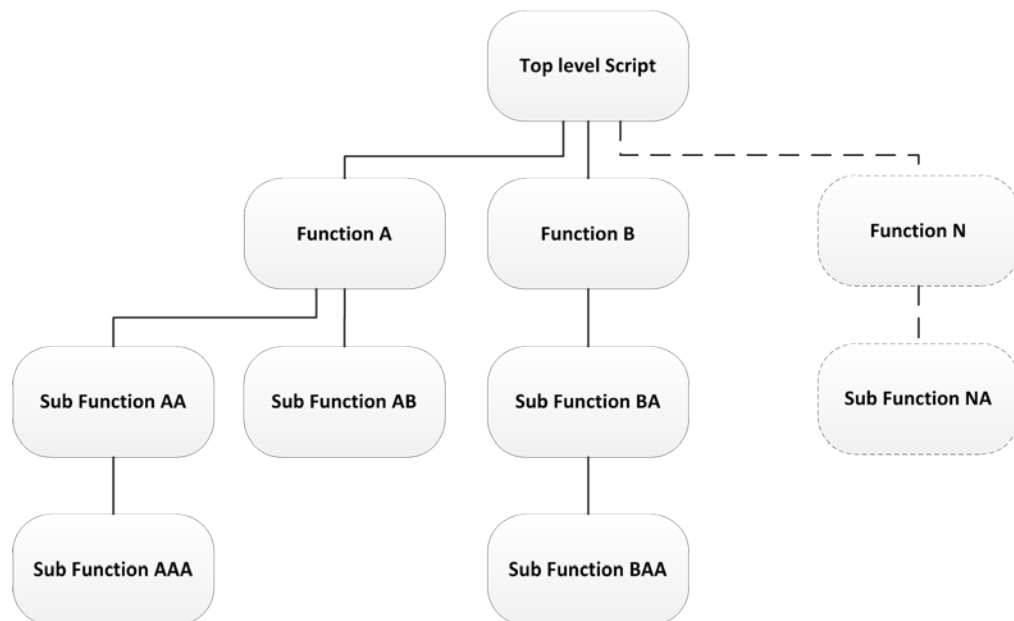 Top level Script
Function A
Function B
Function N
Sub Function AA
Sub Function AB
Sub Function BA
Sub Function NA
Sub Function AAA
Sub Function BAA